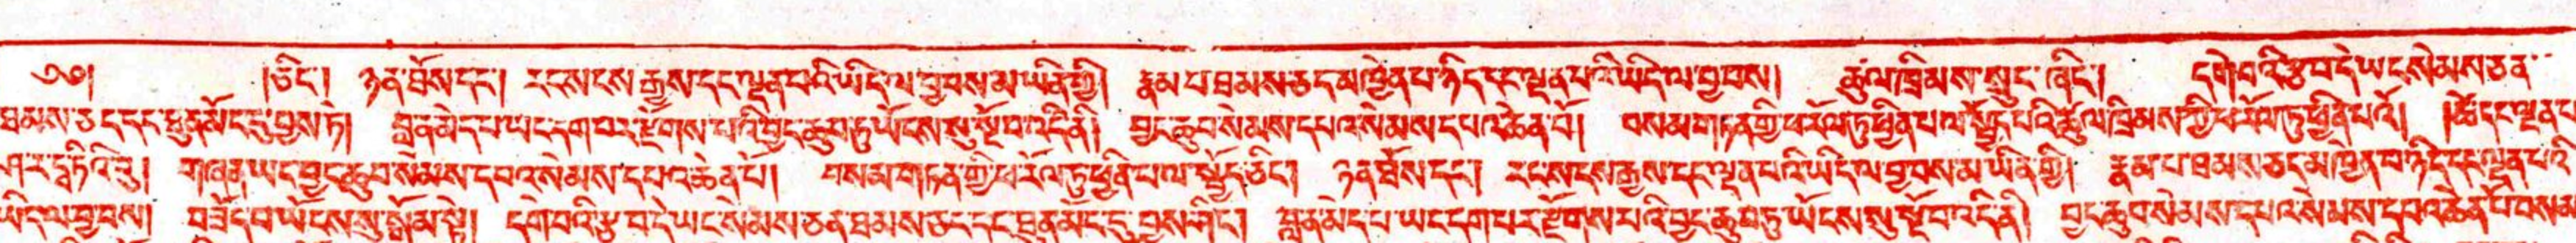 ༄༅། །ཅིང་། ཉན་ཐོས་དང་། རང་སངས་རྒྱས་དང་ལྡན་པའི་ཡིད་ལ་བྱ་བས་མ་ཡིན་གྱི། རྣམ་པ་ཐམས་ཅད་མཁྱེན་པ་ཉིད་དང་ལྡན་པའི་ཡིད་ལ་བྱ་བས། ཚུལ་ཁྲིམས་སྲུང་ཞིང་། དགེ་བའི་རྩ་བ་དེ་ཡང་སེམས་ཅན་
ཐམས་ཅད་དང་ཐུན་མོང་དུ་བྱས་ཏེ། བླ་ན་མེད་པ་ཡང་དག་པར་རྫོགས་པའི་བྱང་ཆུབ་ཏུ་ཡོངས་སུ་སྔོ་བ་འདི་ནི། བྱང་ཆུབ་སེམས་དཔའ་སེམས་དཔའ་ཆེན་པོ། བསམ་གཏན་གྱི་ཕ་རོལ་ཏུ་ཕྱིན་པ་ལ་སྤྱོད་པའི་ཚུལ་ཁྲིམས་ཀྱི་ཕ་རོལ་ཏུ་ཕྱིན་པའོ། །ཚེ་དང་ལྡན་པ་
ཤ་ར་དྭ་ཏིའི་བུ། གཞན་ཡང་བྱང་ཆུབ་སེམས་དཔའ་སེམས་དཔའ་ཆེན་པོ། བསམ་གཏན་གྱི་ཕ་རོལ་ཏུ་ཕྱིན་པ་ལ་སྤྱོད་ཅིང་། ཉན་ཐོས་དང་། རང་སངས་རྒྱས་དང་ལྡན་པའི་ཡིད་ལ་བྱ་བས་མ་ཡིན་གྱི། རྣམ་པ་ཐམས་ཅད་མཁྱེན་པ་ཉིད་དང་ལྡན་པའི་
ཡིད་ལ་བྱ་བས། བཟོད་པ་ཡོངས་སུ་སྒོམ་སྟེ། དགེ་བའི་རྩ་བ་དེ་ཡང་སེམས་ཅན་ཐམས་ཅད་དང་ཐུན་མོང་དུ་བྱས་ཤིང་། བླ་ན་མེད་པ་ཡང་དག་པར་རྫོགས་པའི་བྱང་ཆུབ་ཏུ་ཡོངས་སུ་སྔོ་བ་འདི་ནི། བྱང་ཆུབ་སེམས་དཔའ་སེམས་དཔའ་ཆེན་པོ་བསམ་